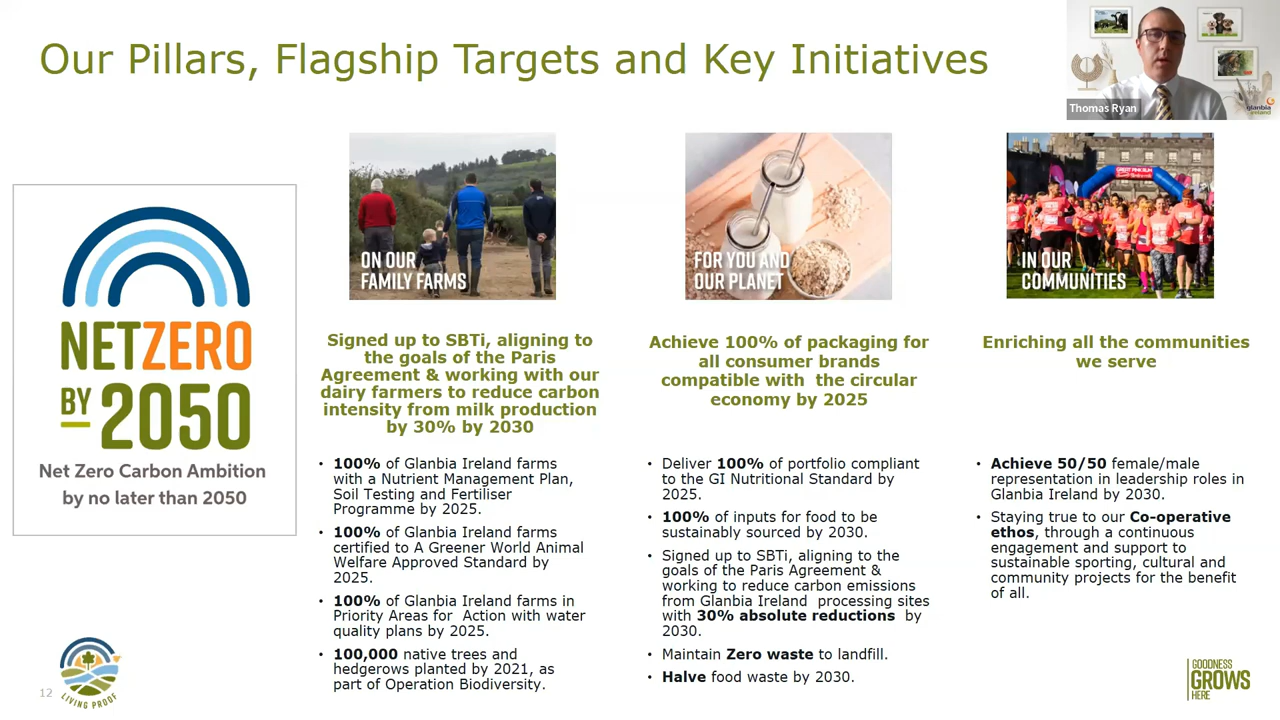 Our Pillars, Flagship Targets and Key Initiatives
Thomas Ryan
glanbia
ireland
NETZERO
BY 2050
Net Zero Carbon Ambition
by no later than 2050
ON OUR
FAMILY FARMS
Signed up to SBTi, aligning to
the goals of the Paris
Agreement & working with our
dairy farmers to reduce carbon
intensity from milk production
by 30% by 2030
• 100% of Glanbia Ireland farms
with a Nutrient Management Plan,
Soil Testing and Fertiliser
Programme by 2025.
• 100% of Glanbia Ireland farms
certified to A Greener World Animal
Welfare Approved Standard by
2025.
• 100% of Glanbia Ireland farms in
Priority Areas for Action with water
quality plans by 2025.
• 100,000 native trees and
hedgerows planted by 2021, as
part of Operation Biodiversity.
FOR YOU AND
OUR PLANET
Achieve 100% of packaging for
all consumer brands
compatible with the circular
economy by 2025
• Deliver 100% of portfolio compliant
to the GI Nutritional Standard by
2025.
• 100% of inputs for food to be
sustainably sourced by 2030.
• Signed up to SBTi, aligning to the
goals of the Paris Agreement &
working to reduce carbon emissions
from Glanbia Ireland processing sites
with 30% absolute reductions by
2030.
• Maintain Zero waste to landfill.
• Halve food waste by 2030.
IN OUR
COMMUNITIES
Enriching all the communities
we serve
• Achieve 50/50 female/male
representation in leadership roles in
Glanbia Ireland by 2030.
• Staying true to our Co-operative
ethos, through a continuous
engagement and support to
sustainable sporting, cultural and
community projects for the benefit
of all.
12
LIVING PROOF
GOODNESS
GROWS
HERE